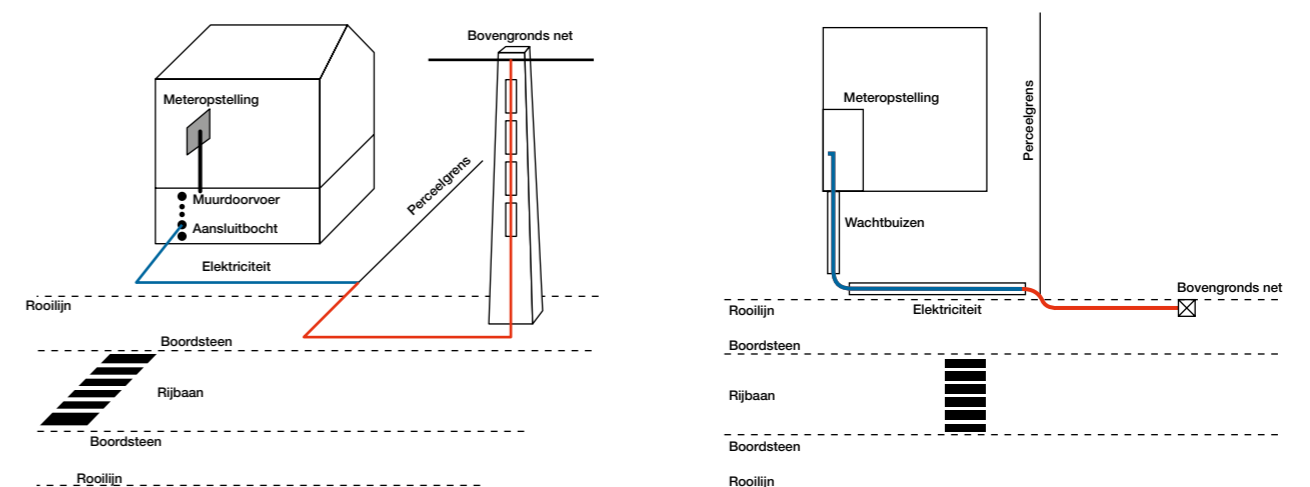 Bovengronds net
Meteropstelling
Perceelgrens
Muurdoorvoer
Aansluitbocht
Elektriciteit
Rooilijn
Boordsteen
Rijbaan
Boordsteen
Rooilijn
Meteropstelling
Perceelgrens
Wachtbuizen
Bovengronds net
Rooilijn
Elektriciteit
Boordsteen
Rijbaan
Boordsteen
Rooilijn